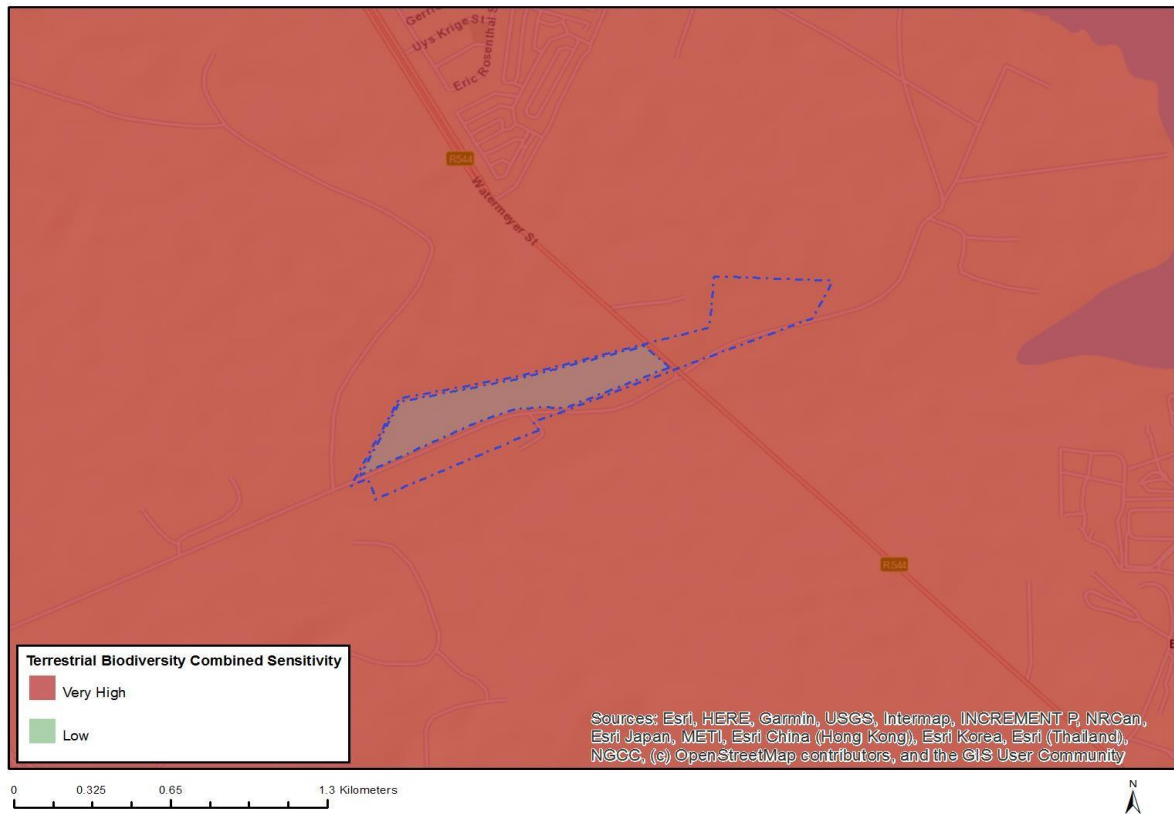 Gerri
Uys Krige St
Eric Rosenthal S
R544
Watermeyer St
R544
E
Terrestrial Biodiversity Combined Sensitivity
Very High
Low
Sources: Esri, HERE, Garmin, USGS, Intermap, INCREMENT P, NRCan,
Esri Japan, METI, Esri China (Hong Kong), Esri Korea, Esri (Thailand),
NGCC, (c) OpenStreetMap contributors, and the GIS User Community
0 0.325 0.65 1.3 Kilometers
N